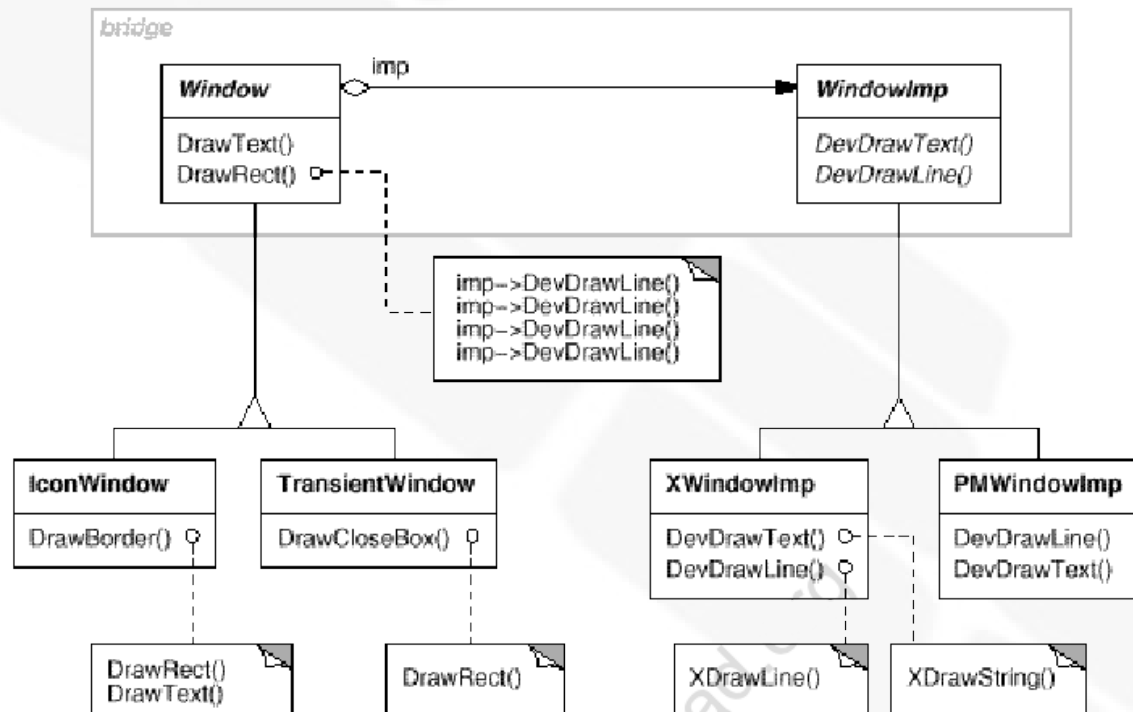 bridge
imp
Window
DrawText()
DrawRect()
WindowImp
DevDrawText()
DevDrawLine()
imp->DevDrawLine()
imp->DevDrawLine()
imp->DevDrawLine()
imp->DevDrawLine()
IconWindow
DrawBorder()
TransientWindow
DrawCloseBox()
XWindowImp
DevDrawText()
DevDrawLine()
PMWindowImp
DevDrawLine()
DevDrawText()
DrawRect()
DrawText()
DrawRect()
XDrawLine()
XDrawString()